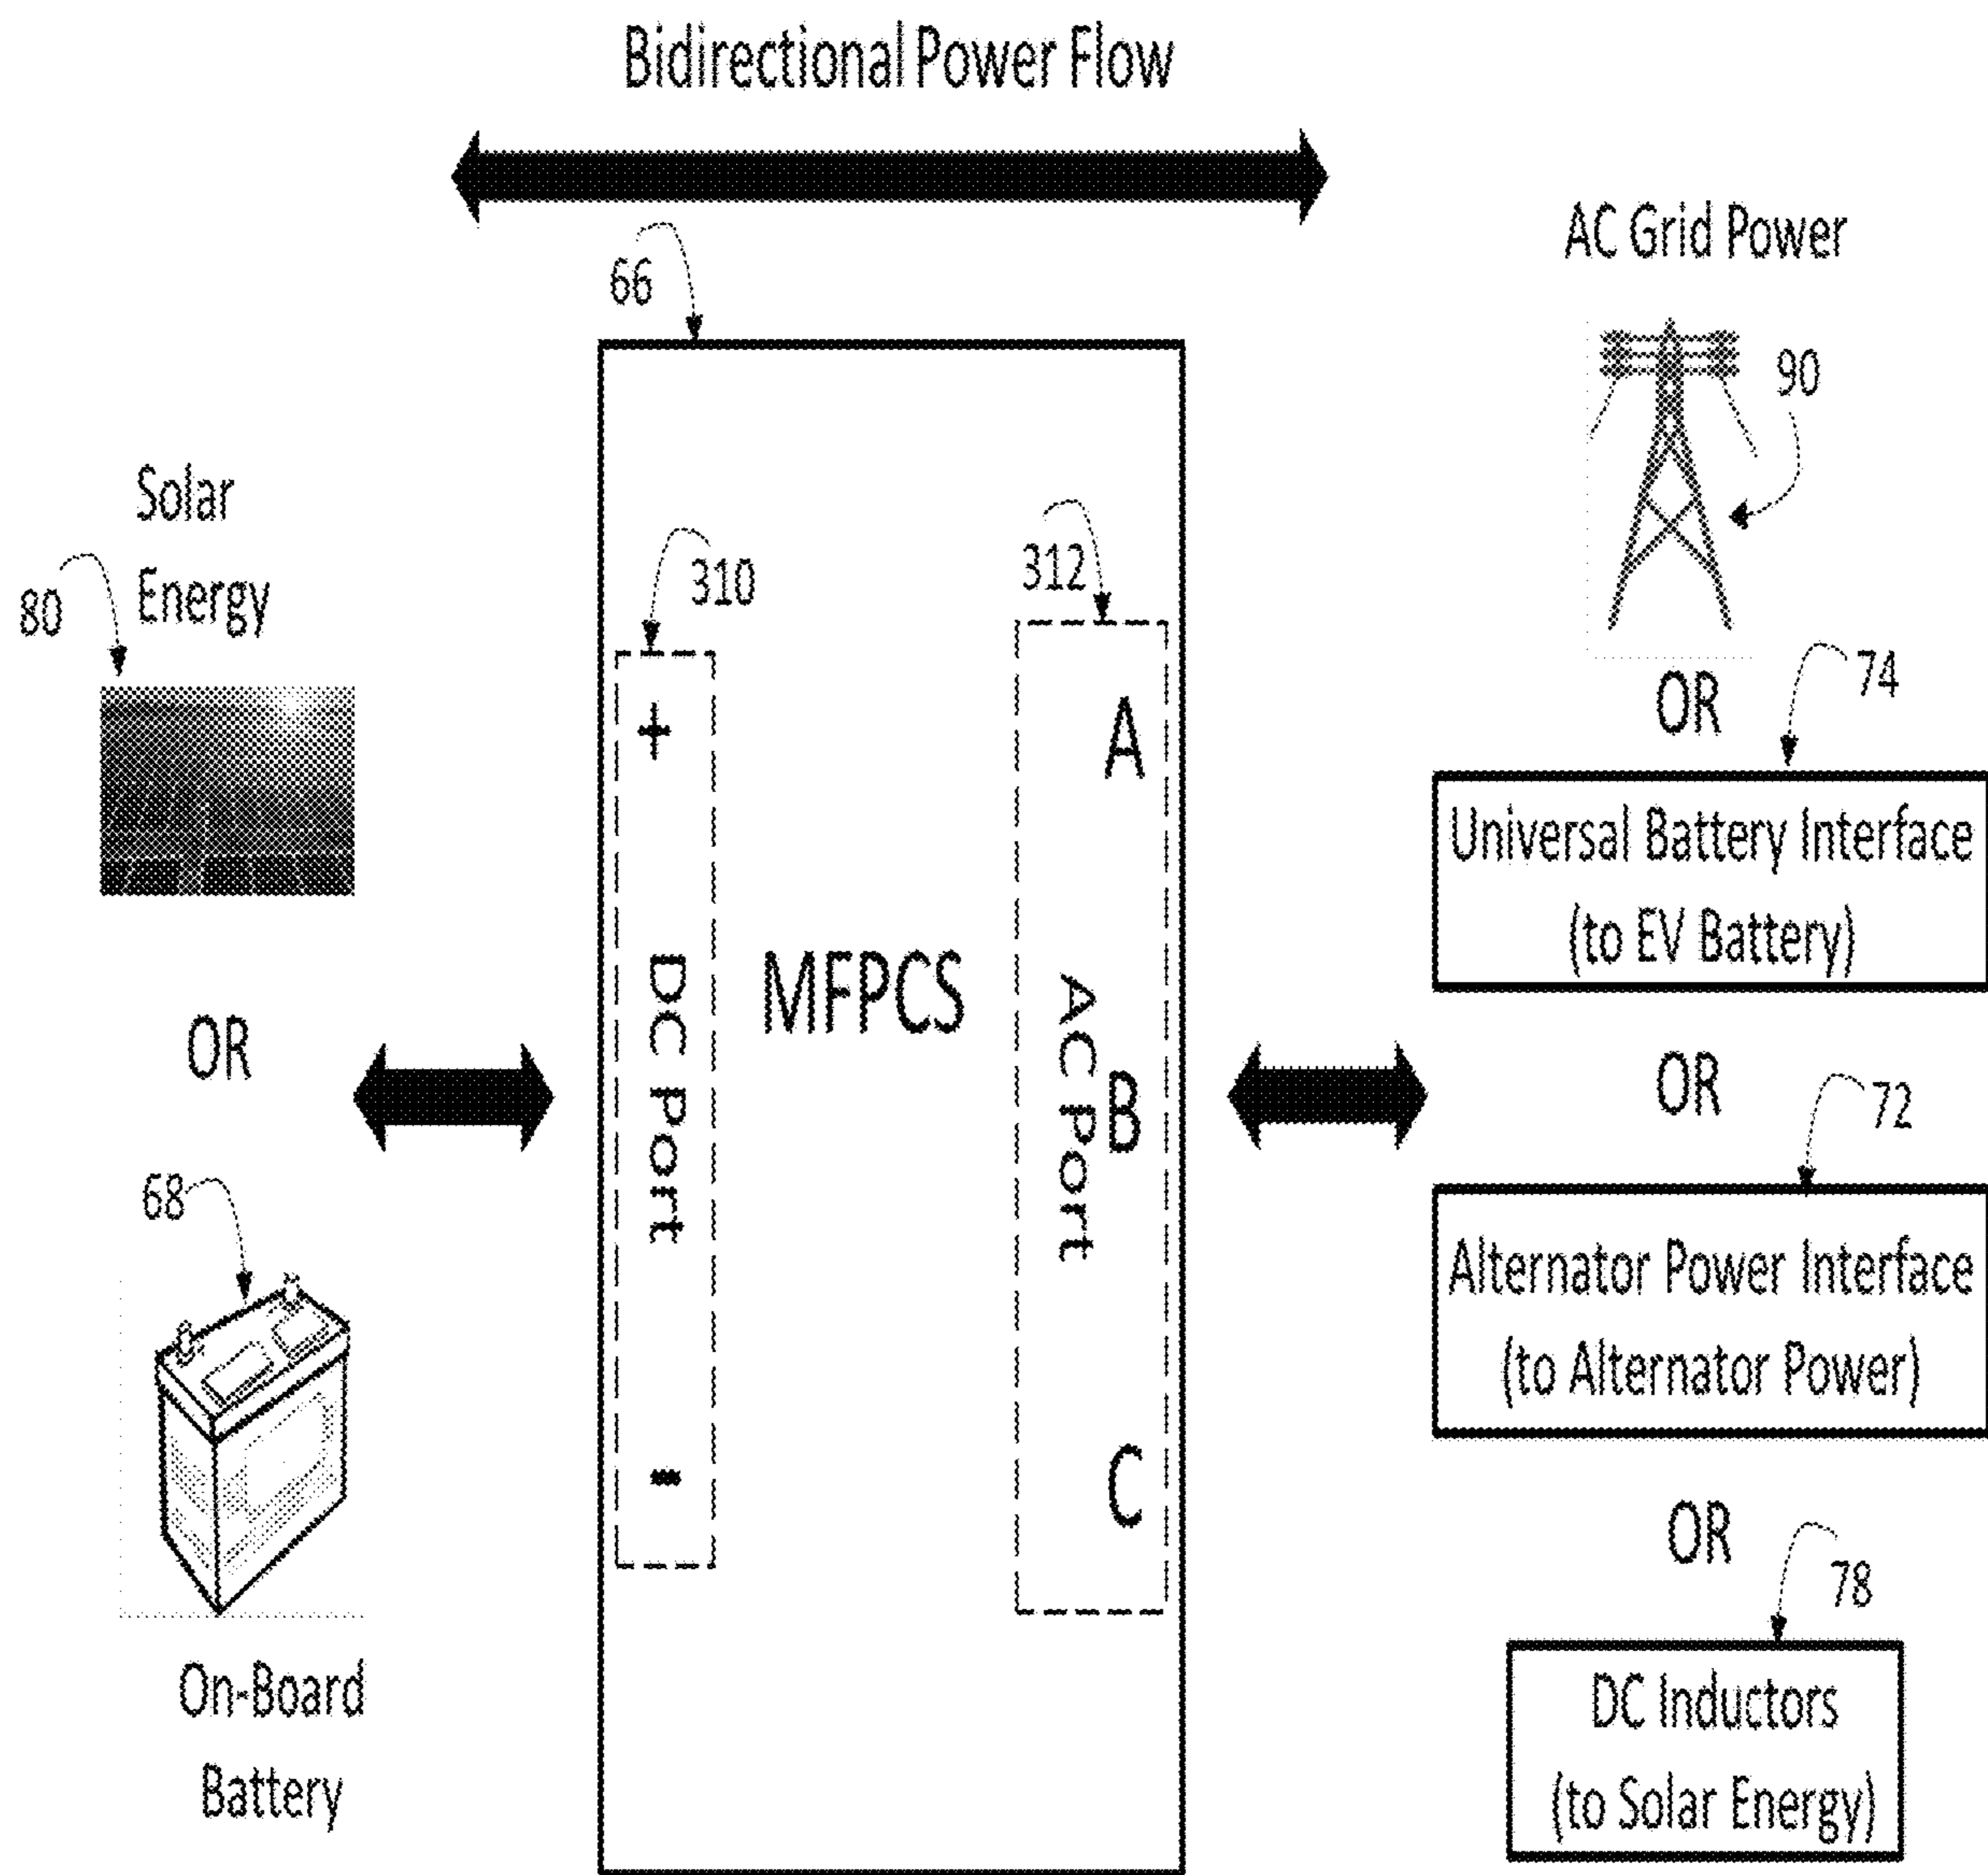 Bidirectional Power Flow
66
AC Grid Power
90
Solar
Energy
80
310
312
OR
74
+
A
Universal Battery Interface
(to EV Battery)
DC Port
MFPCS
AC Port
OR
OR
B
72
68
Alternator Power Interface
(to Alternator Power)
-
C
OR
78
On-Board
Battery
DC Inductors
(to Solar Energy)